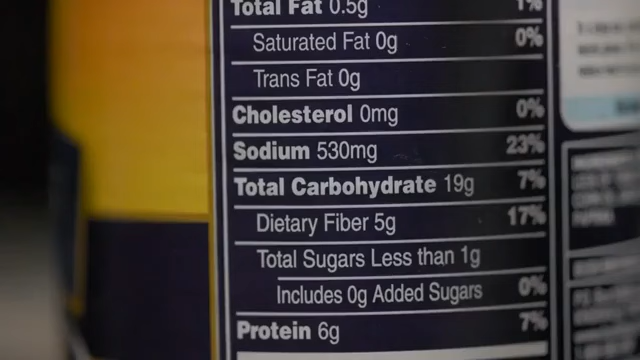 Total Fat 0.5g 1%
Saturated Fat 0g 0%
Trans Fat 0g
Cholesterol 0mg 0%
Sodium 530mg 23%
Total Carbohydrate 19g 7%
Dietary Fiber 5g 17%
Total Sugars Less than 1g
Includes 0g Added Sugars 0%
Protein 6g 7%